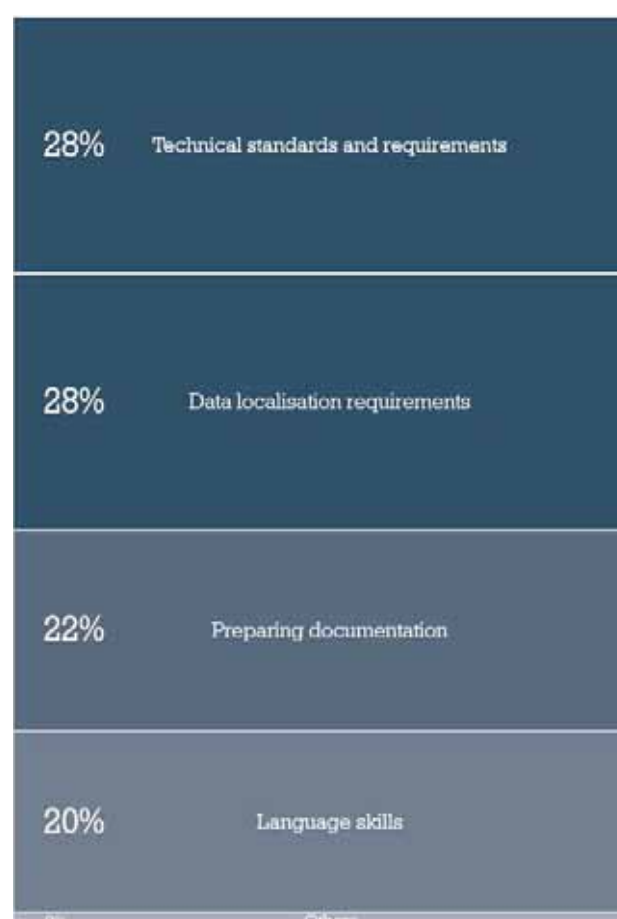 28% Technical standards and requirements
28% Data localisation requirements
22% Preparing documentation
20% Language skills